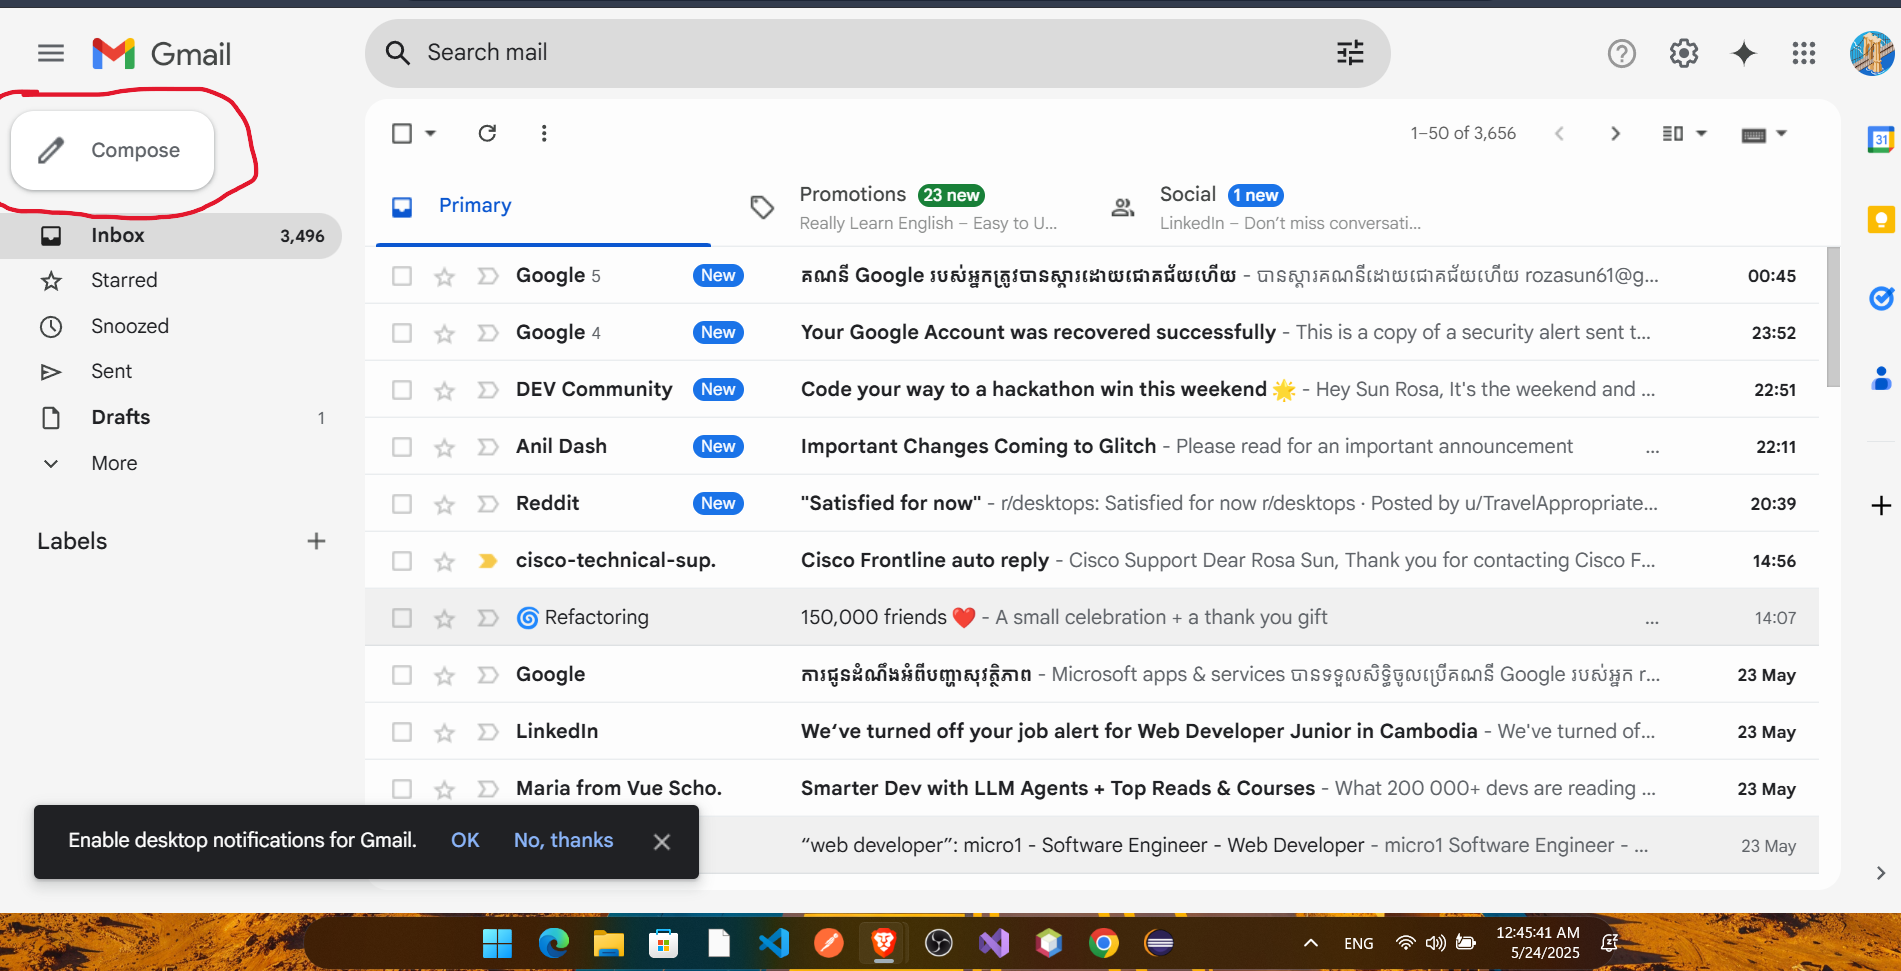 Gmail
Search mail
Compose
Inbox 3,496
Starred
Snoozed
Sent
Drafts 1
More
Labels
1–50 of 3,656
Primary
Promotions 23 new
Really Learn English – Easy to U...
Social 1 new
LinkedIn – Don't miss conversati...
Google 5 New គណនី Google របស់អ្នកត្រូវបានស្តារដោយជោគជ័យហើយ - បានស្តារគណនីដោយជោគជ័យហើយ rozasun61@g... 00:45
Google 4 New Your Google Account was recovered successfully - This is a copy of a security alert sent t... 23:52
DEV Community New Code your way to a hackathon win this weekend 🌟 - Hey Sun Rosa, It's the weekend and ... 22:51
Anil Dash New Important Changes Coming to Glitch - Please read for an important announcement ... 22:11
Reddit New "Satisfied for now" - r/desktops: Satisfied for now r/desktops · Posted by u/TravelAppropriate... 20:39
cisco-technical-sup. Cisco Frontline auto reply - Cisco Support Dear Rosa Sun, Thank you for contacting Cisco F... 14:56
🌀 Refactoring 150,000 friends ❤️ - A small celebration + a thank you gift ... 14:07
Google ការជូនដំណឹងអំពីបញ្ហាសុវត្ថិភាព - Microsoft apps & services បានទទួលសិទ្ធិចូលប្រើគណនី Google របស់អ្នក r... 23 May
LinkedIn We‘ve turned off your job alert for Web Developer Junior in Cambodia - We've turned of... 23 May
Maria from Vue Scho. Smarter Dev with LLM Agents + Top Reads & Courses - What 200 000+ devs are reading ... 23 May
“web developer”: micro1 - Software Engineer - Web Developer - micro1 Software Engineer - ... 23 May
Enable desktop notifications for Gmail. OK No, thanks
31
ENG
12:45:41 AM
5/24/2025